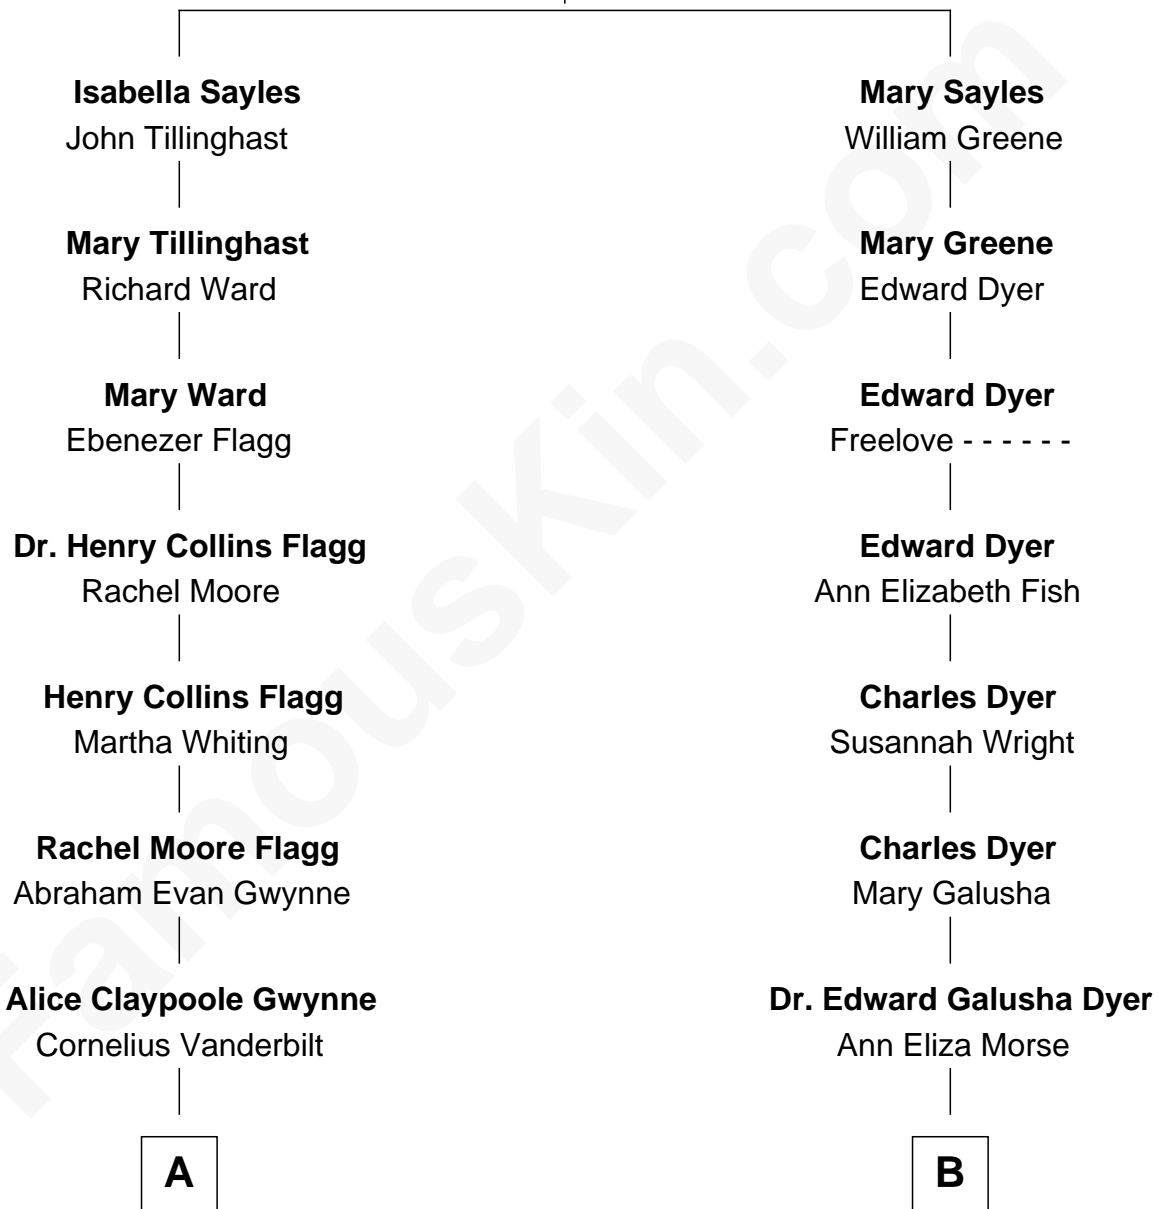 Isabella Sayles
John Tillinghast
Mary Tillinghast
Richard Ward
Mary Ward
Ebenezer Flagg
Dr. Henry Collins Flagg
Rachel Moore
Henry Collins Flagg
Martha Whiting
Rachel Moore Flagg
Abraham Evan Gwynne
Alice Claypoole Gwynne
Cornelius Vanderbilt
A
Mary Sayles
William Greene
Mary Greene
Edward Dyer
Edward Dyer
Freelove - - - - - -
Edward Dyer
Ann Elizabeth Fish
Charles Dyer
Susannah Wright
Charles Dyer
Mary Galusha
Dr. Edward Galusha Dyer
Ann Eliza Morse
B
FamousKin.com